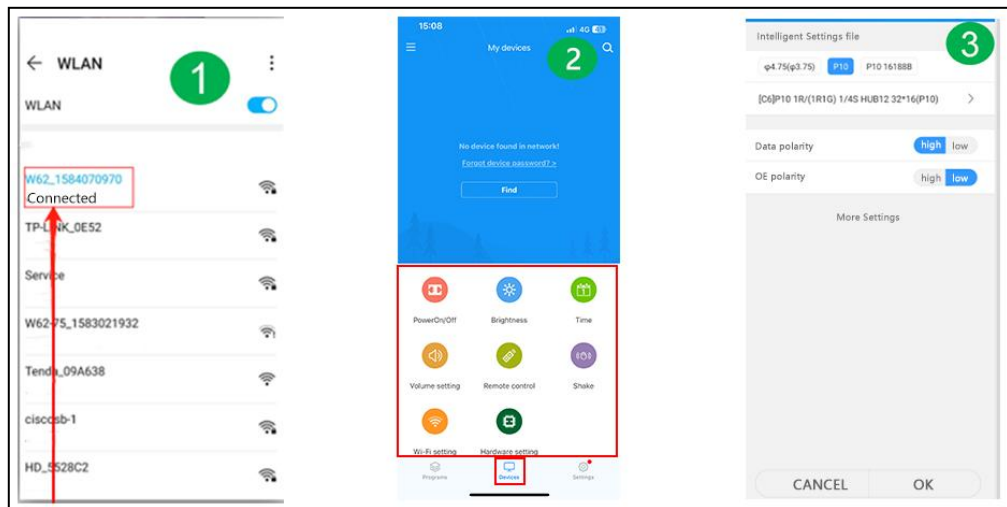 WLAN
1
WLAN
W62_1584070970
Connected
TP-LINK_0E52
Service
W62-75_1583021932
Tenda_09A638
ciscosb-1
HD_5528C2
15:08
4G 63
My devices
2
No device found in network!
Forgot device password? >
Find
PowerOn/Off
Brightness
Time
Volume setting
Remote control
Shake
Wi-Fi setting
Hardware setting
Programs
Devices
Settings
Intelligent Settings file
3
φ4.75(φ3.75) P10 P10 16188B
[C6]P10 1R/(1R1G) 1/4S HUB12 32*16(P10) >
Data polarity high low
OE polarity high low
More Settings
CANCEL OK